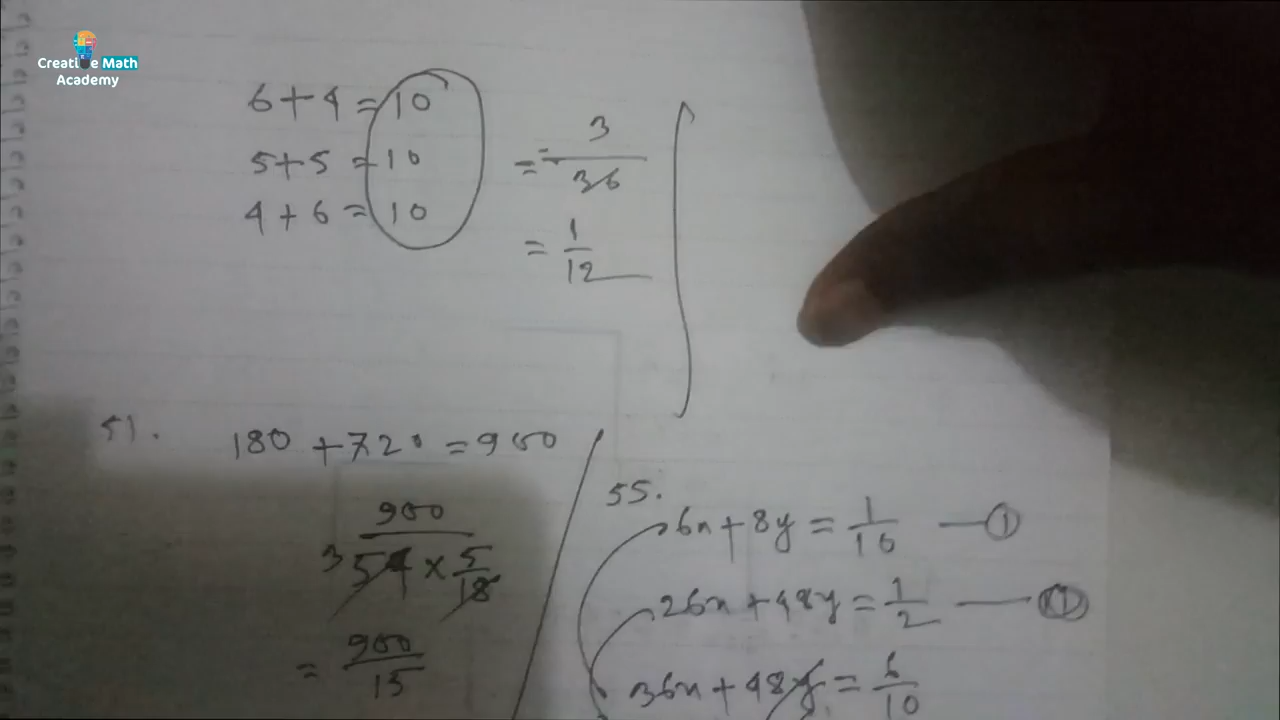 Creative Math
Academy
6+4=10
5+5=10
4+6=10
= 3/36
= 1/12
51.
180+720=900
900
3 54 × 5/18
= 900/15
55.
6x+8y = 1/10 — ①
26x+48y = 1/2 — ②
36x+48y = 6/10